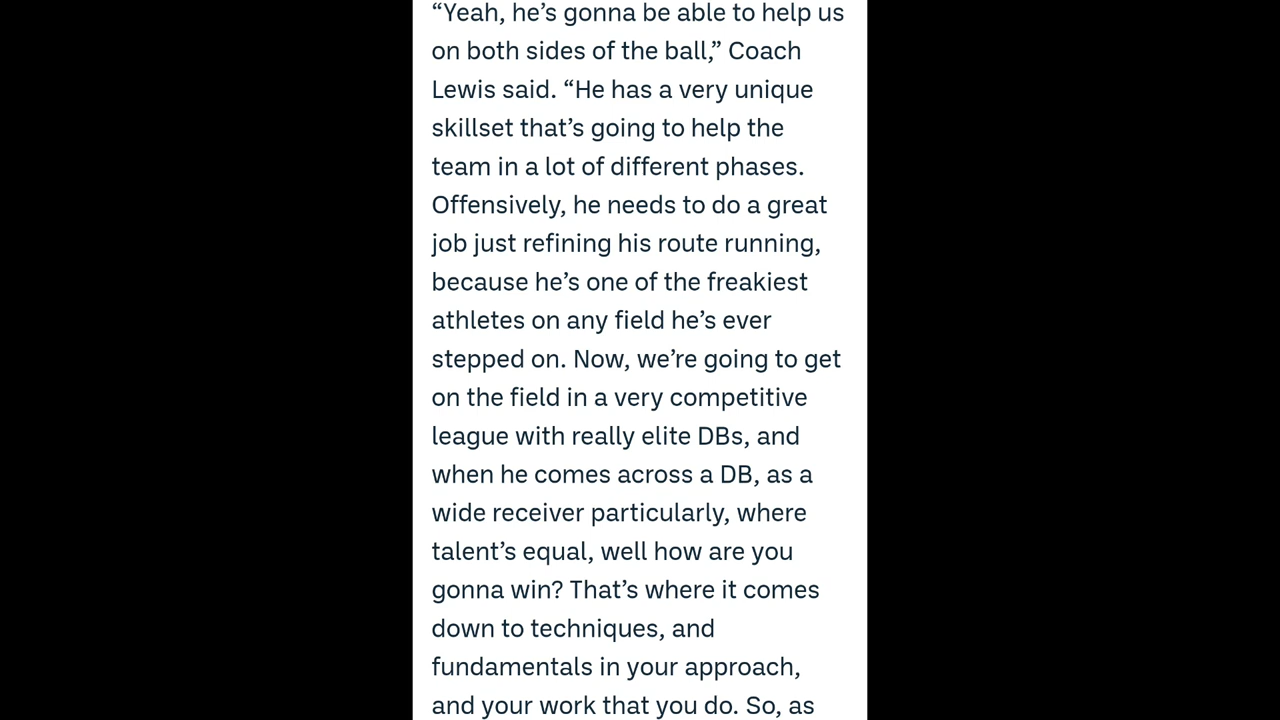 “Yeah, he’s gonna be able to help us
on both sides of the ball,” Coach
Lewis said. “He has a very unique
skillset that’s going to help the
team in a lot of different phases.
Offensively, he needs to do a great
job just refining his route running,
because he’s one of the freakiest
athletes on any field he’s ever
stepped on. Now, we’re going to get
on the field in a very competitive
league with really elite DBs, and
when he comes across a DB, as a
wide receiver particularly, where
talent’s equal, well how are you
gonna win? That’s where it comes
down to techniques, and
fundamentals in your approach,
and your work that you do. So, as